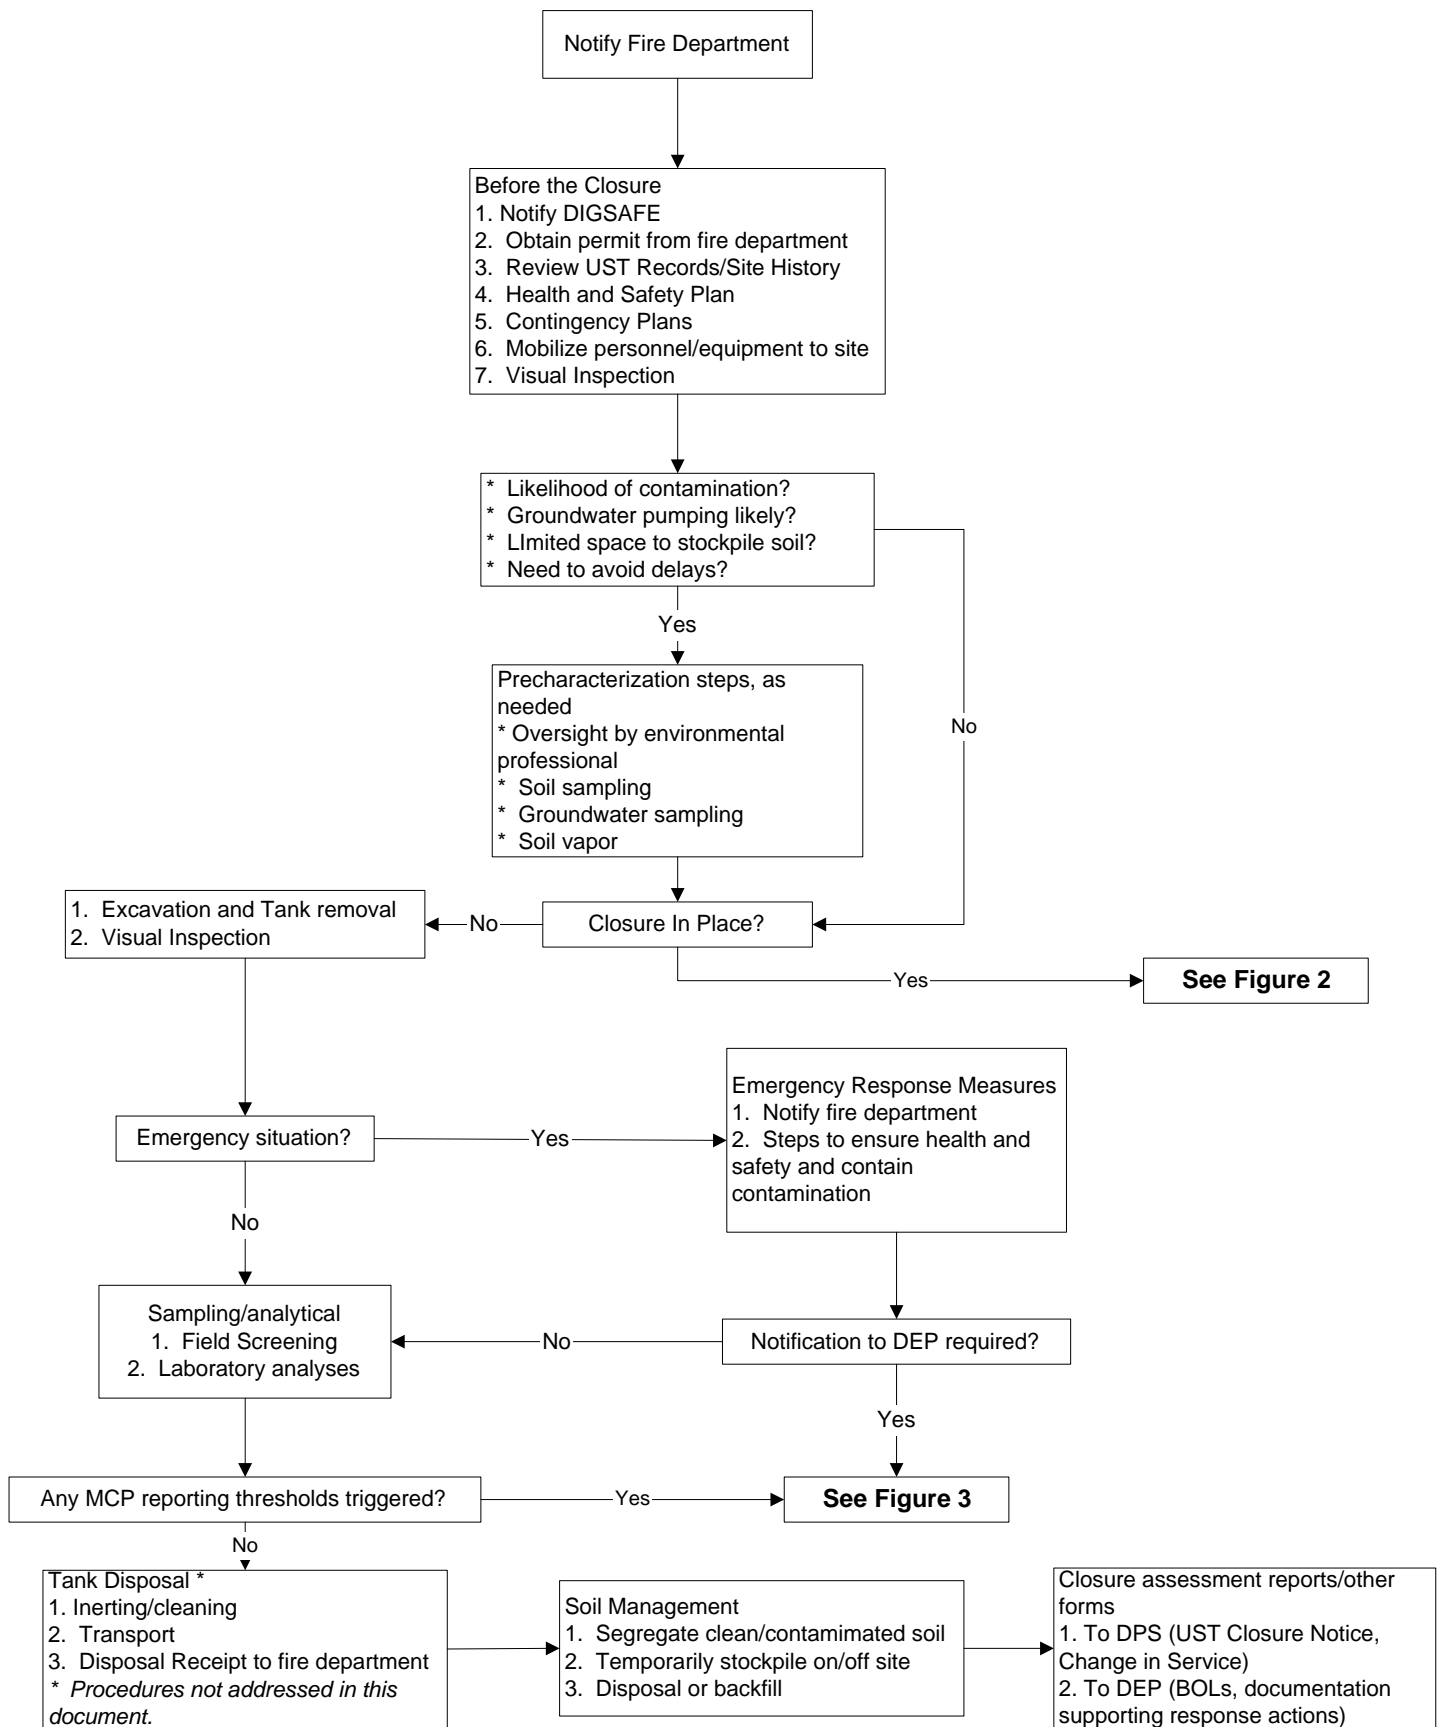 Notify Fire Department
Before the Closure
1. Notify DIGSAFE
2.  Obtain permit from fire department
3.  Review UST Records/Site History
4.  Health and Safety Plan
5.  Contingency Plans
6.  Mobilize personnel/equipment to site
7.  Visual Inspection
*  Likelihood of contamination?
*  Groundwater pumping likely?
*  LImited space to stockpile soil?
*  Need to avoid delays?
Yes
No
Precharacterization steps, as
needed
* Oversight by environmental
professional
*  Soil sampling
*  Groundwater sampling
*  Soil vapor
1.  Excavation and Tank removal
2.  Visual Inspection
No
Closure In Place?
Yes
See Figure 2
Emergency situation?
Yes
Emergency Response Measures
1.  Notify fire department
2.  Steps to ensure health and
safety and contain
contamination
No
Sampling/analytical
1.  Field Screening
2.  Laboratory analyses
No
Notification to DEP required?
Yes
Any MCP reporting thresholds triggered?
Yes
See Figure 3
No
Tank Disposal *
1. Inerting/cleaning
2.  Transport
3.  Disposal Receipt to fire department
*  Procedures not addressed in this
document.
Soil Management
1.  Segregate clean/contamimated soil
2.  Temporarily stockpile on/off site
3.  Disposal or backfill
Closure assessment reports/other
forms
1. To DPS (UST Closure Notice,
Change in Service)
2. To DEP (BOLs, documentation
supporting response actions)